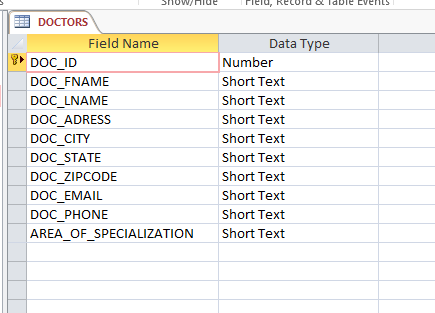 Show/Hide Field, Record & Table Events
DOCTORS
Field Name Data Type
DOC_ID Number
DOC_FNAME Short Text
DOC_LNAME Short Text
DOC_ADRESS Short Text
DOC_CITY Short Text
DOC_STATE Short Text
DOC_ZIPCODE Short Text
DOC_EMAIL Short Text
DOC_PHONE Short Text
AREA_OF_SPECIALIZATION Short Text